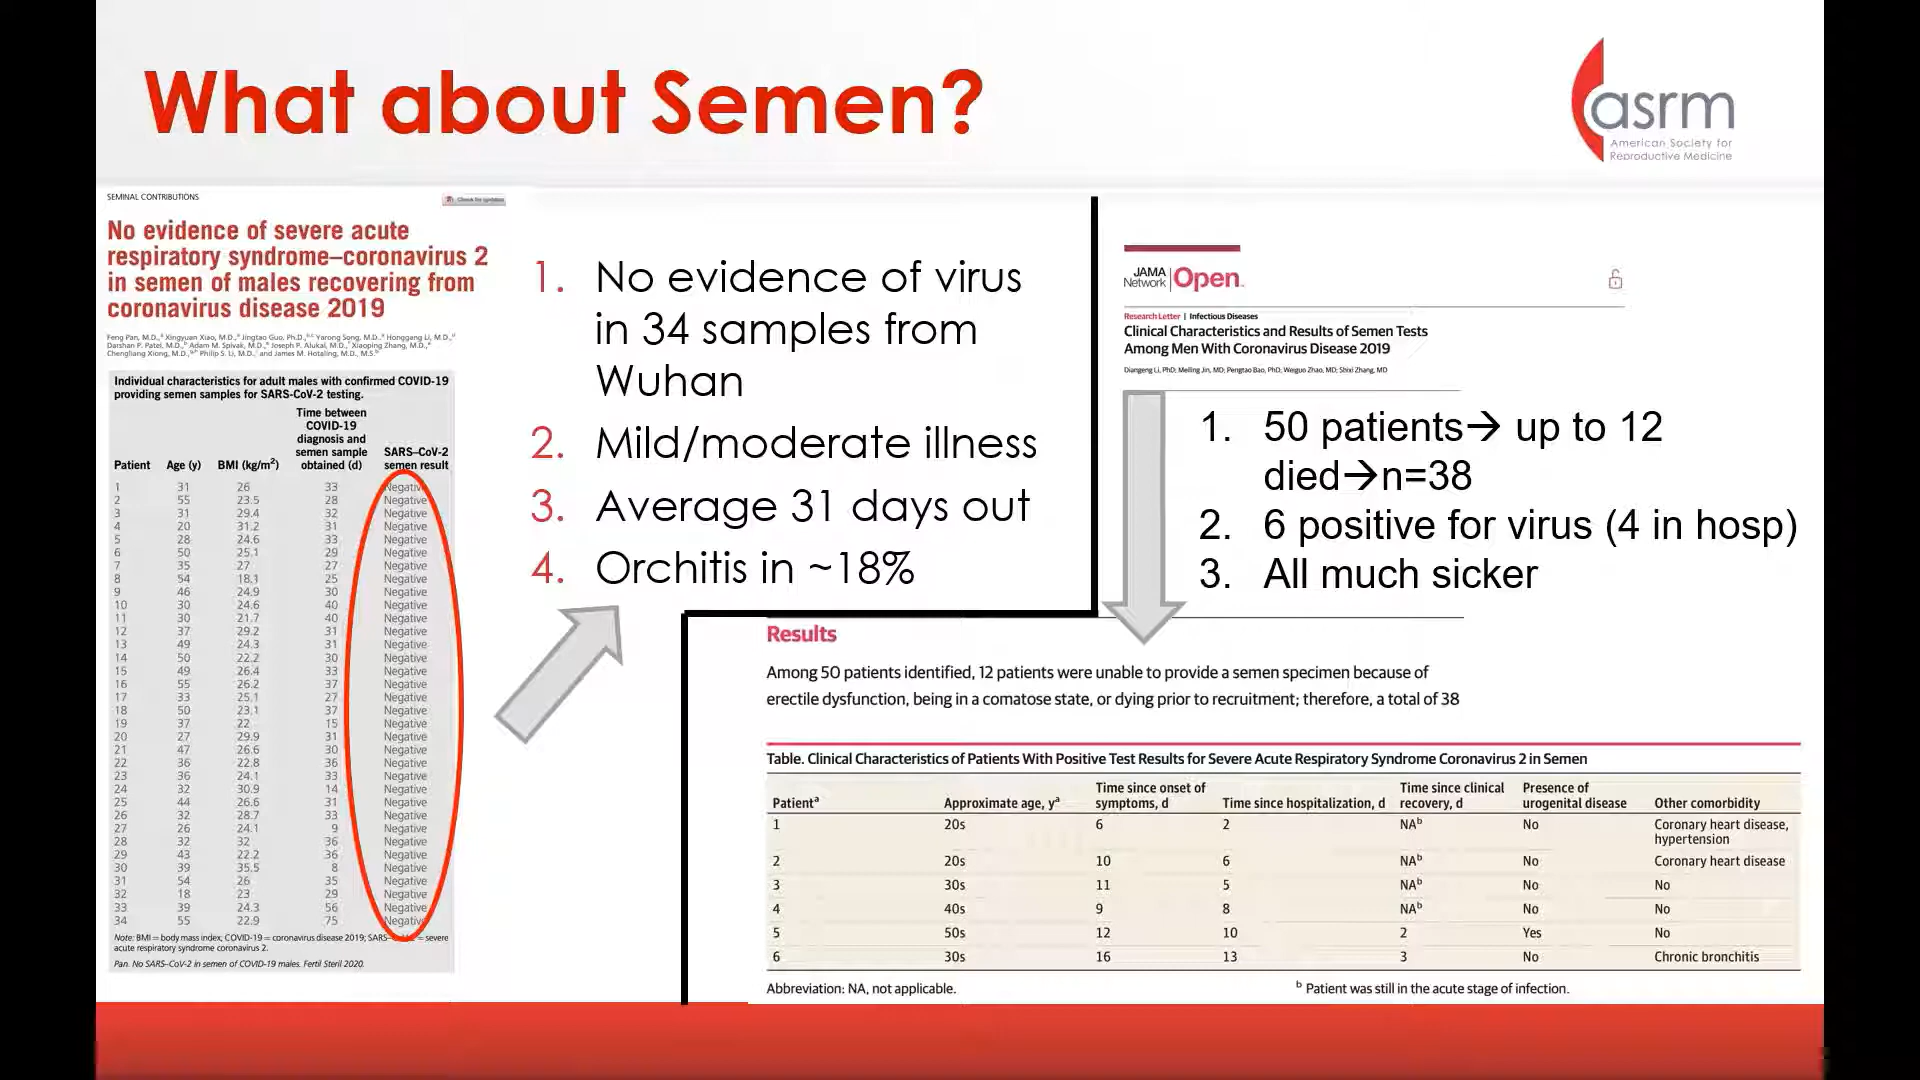 What about Semen?
asrm
American Society for
Reproductive Medicine
SEMINAL CONTRIBUTIONS
Check for updates
No evidence of severe acute
respiratory syndrome–coronavirus 2
in semen of males recovering from
coronavirus disease 2019
Feng Pan, M.D.,ᵃ Xingyuan Xiao, M.D.,ᵃ Jingtao Guo, Ph.D.,ᵇ,ᶜ Yarong Song, M.D.,ᵃ Honggang Li, M.D.,ᵈ
Darshan P. Patel, M.D.,ᵇ Adam M. Spivak, M.D.,ᵉ Joseph P. Alukal, M.D.,ᶠ Xiaoping Zhang, M.D.,ᵃ
Chengliang Xiong, M.D.,ᵍ,ʰ Philip S. Li, M.D.,ⁱ and James M. Hotaling, M.D., M.S.ᵇ
Individual characteristics for adult males with confirmed COVID-19
providing semen samples for SARS-CoV-2 testing.
Time between
COVID-19
diagnosis and
semen sample SARS–CoV-2
Patient Age (y) BMI (kg/m²) obtained (d) semen result
1 31 26 33 Negative
2 55 23.5 28 Negative
3 31 29.4 32 Negative
4 20 31.2 31 Negative
5 28 24.6 33 Negative
6 50 25.1 29 Negative
7 35 27 27 Negative
8 54 18.1 25 Negative
9 46 24.9 30 Negative
10 30 24.6 40 Negative
11 30 21.7 40 Negative
12 37 29.2 31 Negative
13 49 24.3 31 Negative
14 50 22.2 30 Negative
15 49 26.4 33 Negative
16 55 26.2 37 Negative
17 33 25.1 27 Negative
18 50 23.1 37 Negative
19 37 22 15 Negative
20 27 29.9 31 Negative
21 47 26.6 30 Negative
22 36 22.8 36 Negative
23 36 24.1 33 Negative
24 32 30.9 14 Negative
25 44 26.6 31 Negative
26 32 28.7 33 Negative
27 26 24.1 9 Negative
28 32 32 36 Negative
29 43 22.2 36 Negative
30 39 35.5 8 Negative
31 54 26 35 Negative
32 18 23 29 Negative
33 39 24.3 56 Negative
34 55 22.9 75 Negative
Note: BMI = body mass index; COVID-19 = coronavirus disease 2019; SARS- = severe
acute respiratory syndrome coronavirus 2.
Pan. No SARS-CoV-2 in semen of COVID-19 males. Fertil Steril 2020.
1. No evidence of virus
in 34 samples from
Wuhan
2. Mild/moderate illness
3. Average 31 days out
4. Orchitis in ~18%
JAMA
Network | Open.
Research Letter | Infectious Diseases
Clinical Characteristics and Results of Semen Tests
Among Men With Coronavirus Disease 2019
Diangeng Li, PhD; Meiling Jin, MD; Pengtao Bao, PhD; Weiguo Zhao, MD; Shixi Zhang, MD
1. 50 patients→ up to 12
died→n=38
2. 6 positive for virus (4 in hosp)
3. All much sicker
Results
Among 50 patients identified, 12 patients were unable to provide a semen specimen because of
erectile dysfunction, being in a comatose state, or dying prior to recruitment; therefore, a total of 38
Table. Clinical Characteristics of Patients With Positive Test Results for Severe Acute Respiratory Syndrome Coronavirus 2 in Semen
Time since onset of Time since clinical Presence of
Patientᵃ Approximate age, yᵃ symptoms, d Time since hospitalization, d recovery, d urogenital disease Other comorbidity
1 20s 6 2 NAᵇ No Coronary heart disease,
hypertension
2 20s 10 6 NAᵇ No Coronary heart disease
3 30s 11 5 NAᵇ No No
4 40s 9 8 NAᵇ No No
5 50s 12 10 2 Yes No
6 30s 16 13 3 No Chronic bronchitis
Abbreviation: NA, not applicable. ᵇ Patient was still in the acute stage of infection.